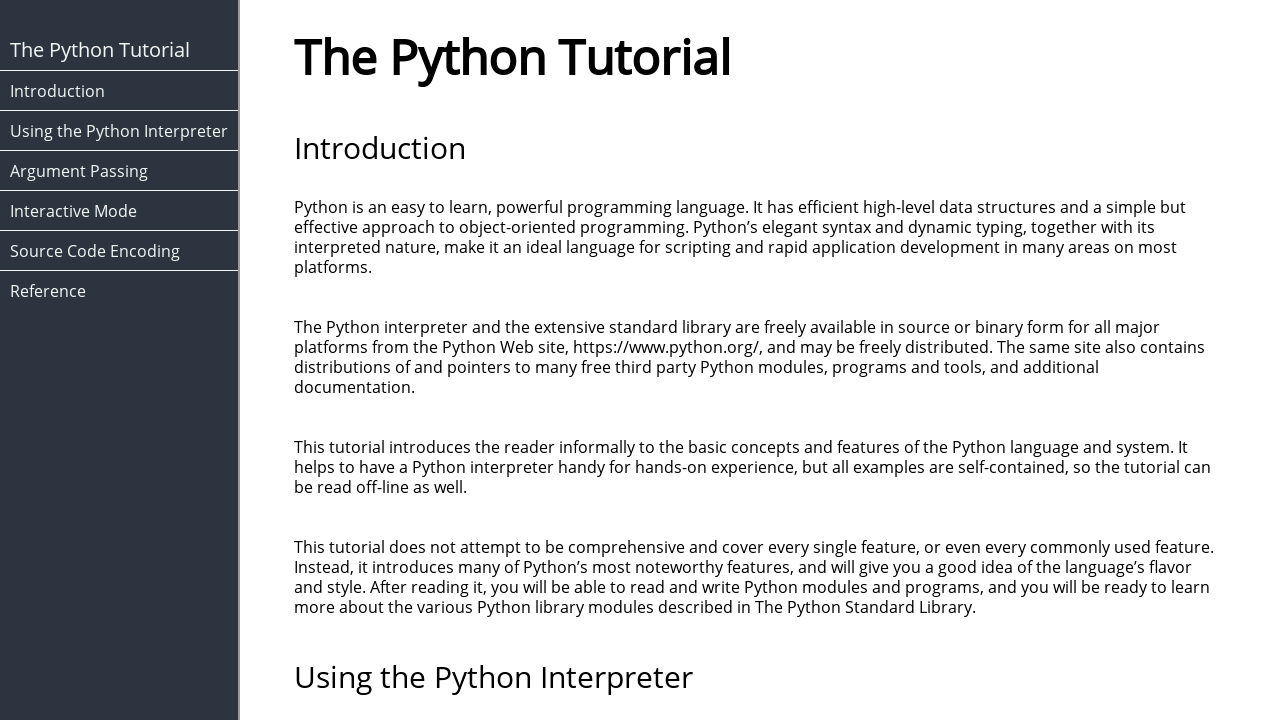 The Python Tutorial
Introduction
Using the Python Interpreter
Argument Passing
Interactive Mode
Source Code Encoding
Reference
The Python Tutorial
Introduction
Python is an easy to learn, powerful programming language. It has efficient high-level data structures and a simple but
effective approach to object-oriented programming. Python’s elegant syntax and dynamic typing, together with its
interpreted nature, make it an ideal language for scripting and rapid application development in many areas on most
platforms.
The Python interpreter and the extensive standard library are freely available in source or binary form for all major
platforms from the Python Web site, https://www.python.org/, and may be freely distributed. The same site also contains
distributions of and pointers to many free third party Python modules, programs and tools, and additional
documentation.
This tutorial introduces the reader informally to the basic concepts and features of the Python language and system. It
helps to have a Python interpreter handy for hands-on experience, but all examples are self-contained, so the tutorial can
be read off-line as well.
This tutorial does not attempt to be comprehensive and cover every single feature, or even every commonly used feature.
Instead, it introduces many of Python’s most noteworthy features, and will give you a good idea of the language’s flavor
and style. After reading it, you will be able to read and write Python modules and programs, and you will be ready to learn
more about the various Python library modules described in The Python Standard Library.
Using the Python Interpreter